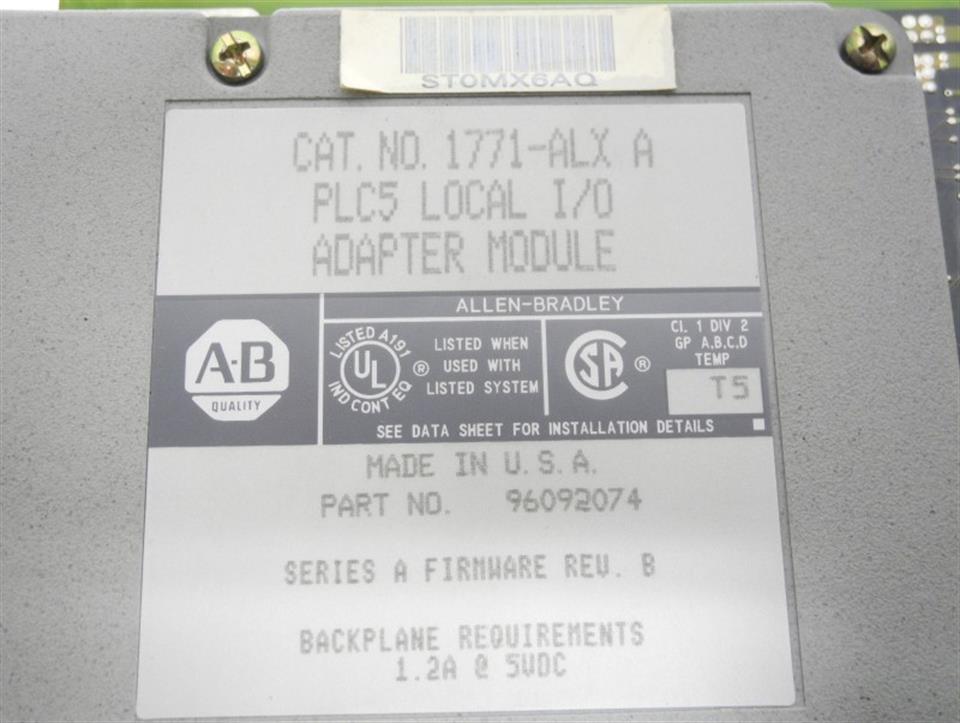 ST0MX6AQ
CAT. NO. 1771-ALX A
PLC5 LOCAL I/O
ADAPTER MODULE
ALLEN-BRADLEY
A-B
QUALITY
LISTED A191
UL
IND CONT EQ
®
LISTED WHEN
USED WITH
LISTED SYSTEM
SA
®
Cl. 1 DIV 2
GP A,B,C,D
TEMP
T5
SEE DATA SHEET FOR INSTALLATION DETAILS
MADE IN U.S.A.
PART NO. 96092074
SERIES A FIRMWARE REV. B
BACKPLANE REQUIREMENTS
1.2A @ 5VDC